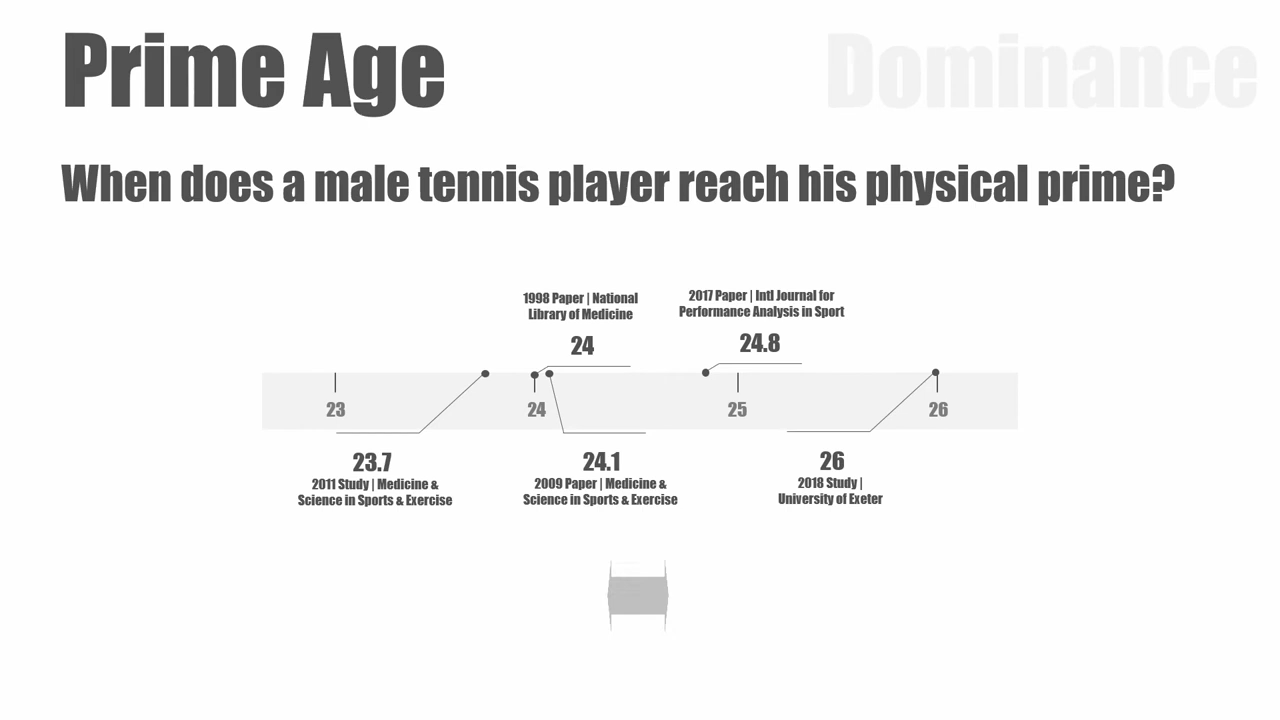 Prime Age
Dominance
When does a male tennis player reach his physical prime?
1998 Paper | National
Library of Medicine
24
2017 Paper | Intl Journal for
Performance Analysis in Sport
24.8
23
24
25
26
23.7
2011 Study | Medicine &
Science in Sports & Exercise
24.1
2009 Paper | Medicine &
Science in Sports & Exercise
26
2018 Study |
University of Exeter